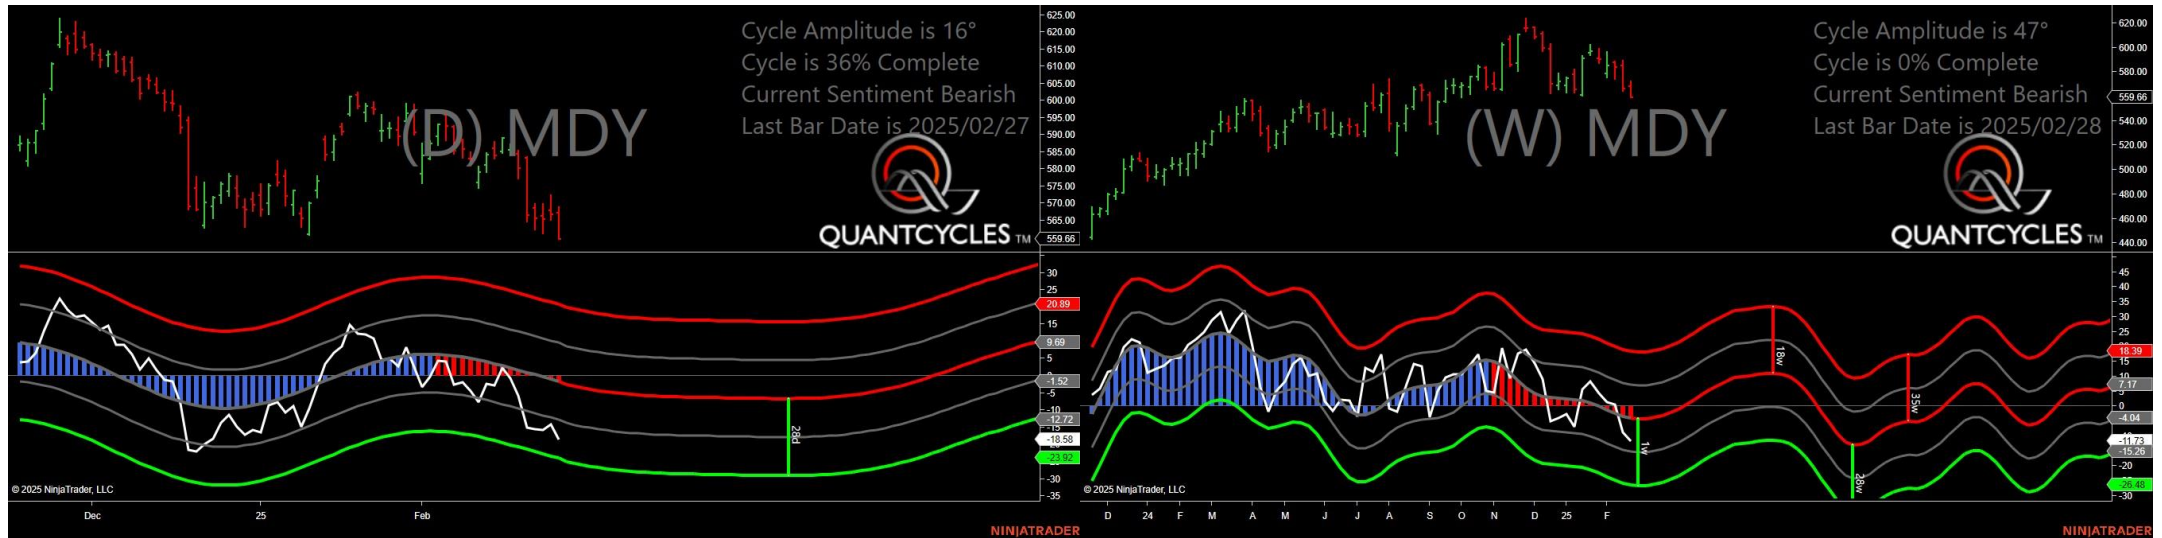 Cycle Amplitude is 16°
Cycle is 36% Complete
Current Sentiment Bearish
Last Bar Date is 2025/02/27
(D) MDY
QUANTCYCLES TM
625.00
620.00
615.00
610.00
605.00
600.00
595.00
590.00
585.00
580.00
575.00
570.00
565.00
559.66
30
25
20.89
15
9.69
5
0
-1.52
-5
-10
-12.72
-15
-18.58
-23.92
-30
-35
28d
© 2025 NinjaTrader, LLC
Dec
25
Feb
NINJATRADER
Cycle Amplitude is 47°
Cycle is 0% Complete
Current Sentiment Bearish
Last Bar Date is 2025/02/28
(W) MDY
QUANTCYCLES TM
620.00
600.00
580.00
559.66
540.00
520.00
500.00
480.00
460.00
440.00
45
40
35
30
25
18.39
15
10
7.17
5
0
-4.04
-11.73
-15.26
-20
-26.48
-30
18w
35w
1w
28w
© 2025 NinjaTrader, LLC
D
24
F
M
A
M
J
J
A
S
O
N
D
25
F
NINJATRADER